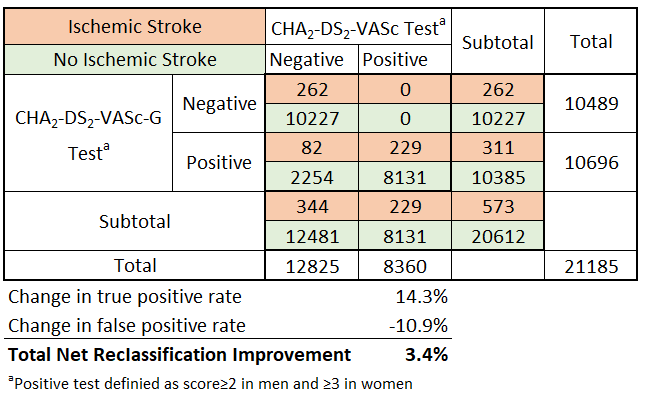 Ischemic Stroke CHA2-DS2-VASc Testa Subtotal Total
No Ischemic Stroke Negative Positive
CHA2-DS2-VASc-G Testa Negative 262 0 262 10489
10227 0 10227
Positive 82 229 311 10696
2254 8131 10385
Subtotal 344 229 573
12481 8131 20612
Total 12825 8360 21185
Change in true positive rate 14.3%
Change in false positive rate -10.9%
Total Net Reclassification Improvement 3.4%
aPositive test definied as score≥2 in men and ≥3 in women